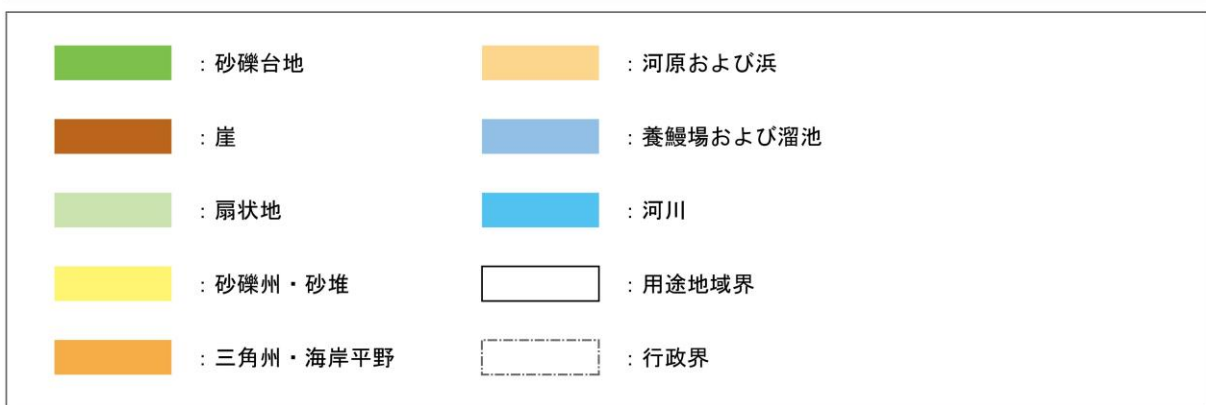 ：砂礫台地
：崖
：扇状地
：砂礫州・砂堆
：三角州・海岸平野
：河原および浜
：養鰻場および溜池
：河川
：用途地域界
：行政界